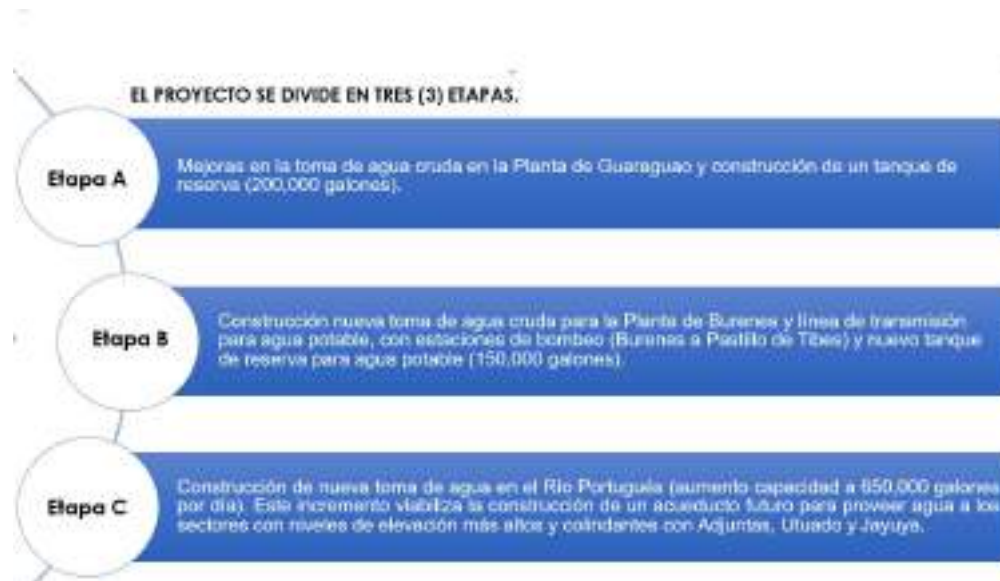 EL PROYECTO SE DIVIDE EN TRES (3) ETAPAS.
Etapa A
Mejoras en la toma de agua cruda en la Planta de Guaraguao y construcción de un tanque de
reserva (200,000 galones).
Etapa B
Construcción nueva toma de agua cruda para la Planta de Burenes y línea de transmisión
para agua potable, con estaciones de bombeo (Burenes a Pastillo de Tibes) y nuevo tanque
de reserva para agua potable (150,000 galones).
Etapa C
Construcción de nueva toma de agua en el Río Portugués (aumento capacidad a 650,000 galones
por día). Este incremento viabiliza la construcción de un acueducto futuro para proveer agua a los
sectores con niveles de elevación más altos y colindantes con Adjuntas, Utuado y Jayuya.